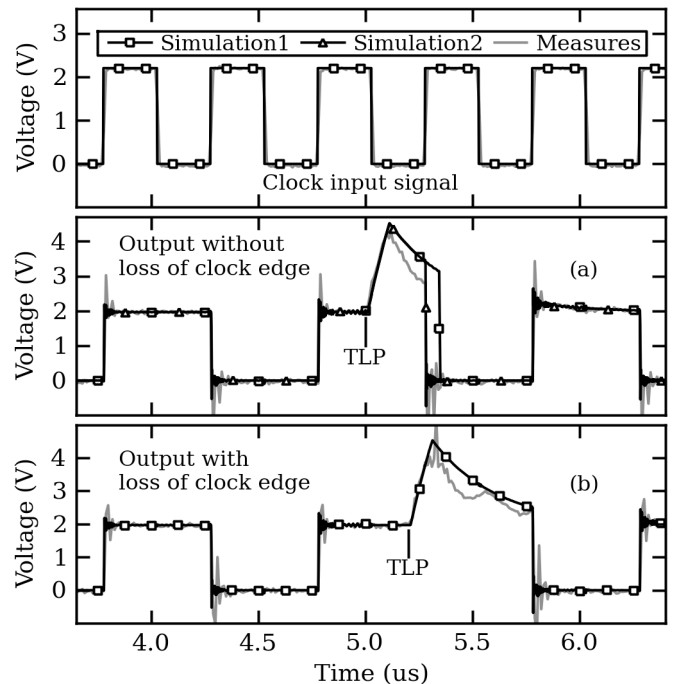 Voltage (V)
3
2
1
0
Simulation1 Simulation2 Measures
Clock input signal
Voltage (V)
4
3
2
1
0
Output without
loss of clock edge
(a)
TLP
Voltage (V)
4
3
2
1
0
Output with
loss of clock edge
(b)
TLP
4.0 4.5 5.0 5.5 6.0
Time (us)